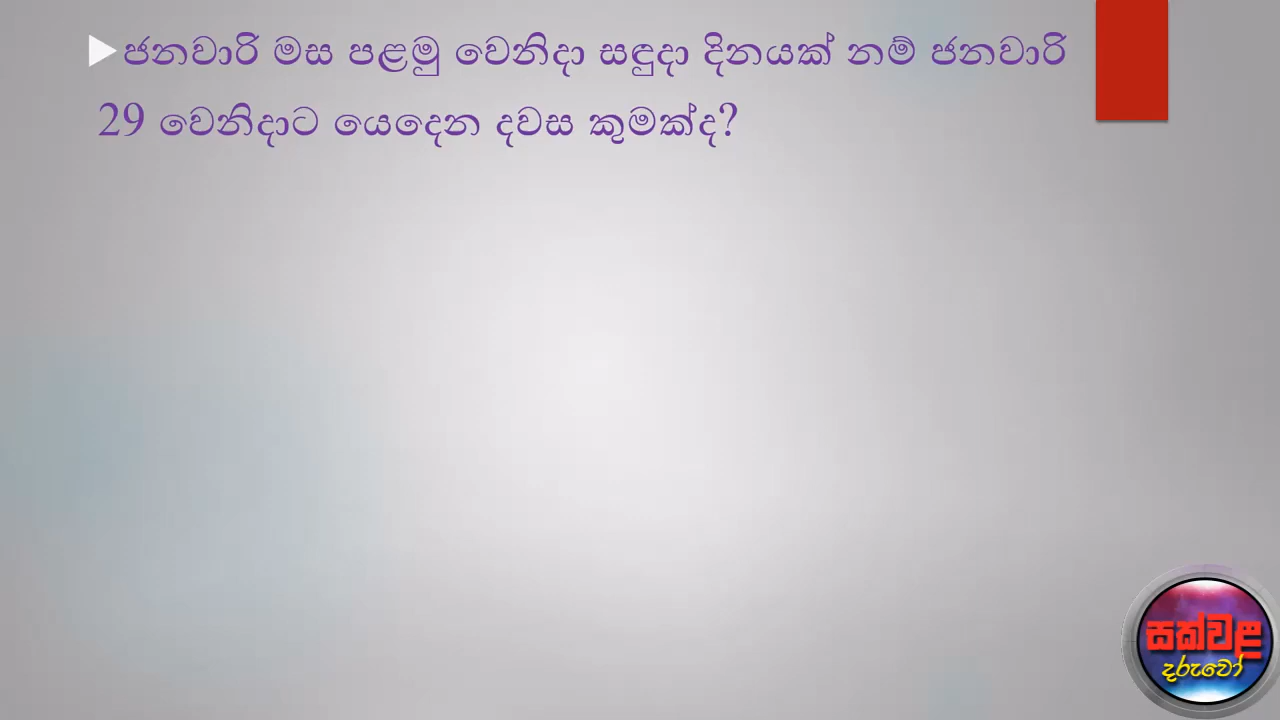 ජනවාරි මස පළමු වෙනිදා සඳුදා දිනයක් නම් ජනවාරි
29 වෙනිදාට යෙදෙන දවස කුමක්ද?
සක්වළ
දරුවෝ